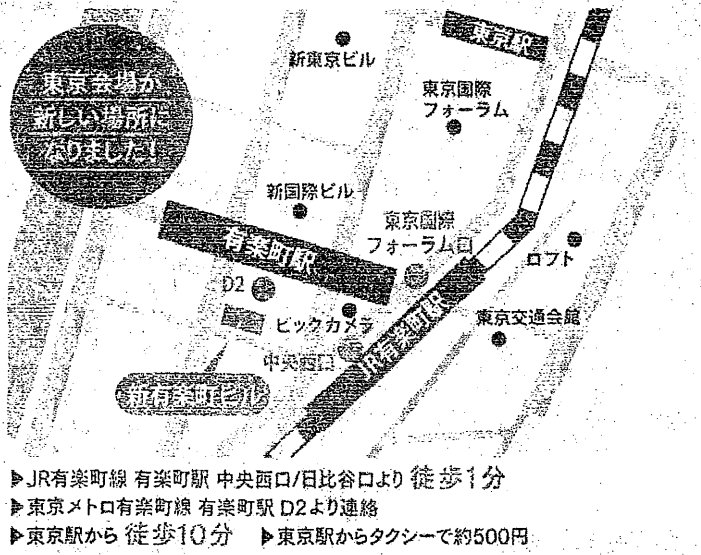 東京会場が
新しい場所に
なりました!
新東京ビル
東京駅
東京国際
フォーラム
新国際ビル
東京国際
フォーラム口
有楽町駅
ロフト
D2
ビックカメラ
東京交通会館
中央西口
JR有楽町駅
新有楽町ビル
▶JR有楽町線 有楽町駅 中央西口/日比谷口より 徒歩1分
▶東京メトロ有楽町線 有楽町駅 D2より連絡
▶東京駅から 徒歩10分 ▶東京駅からタクシーで約500円